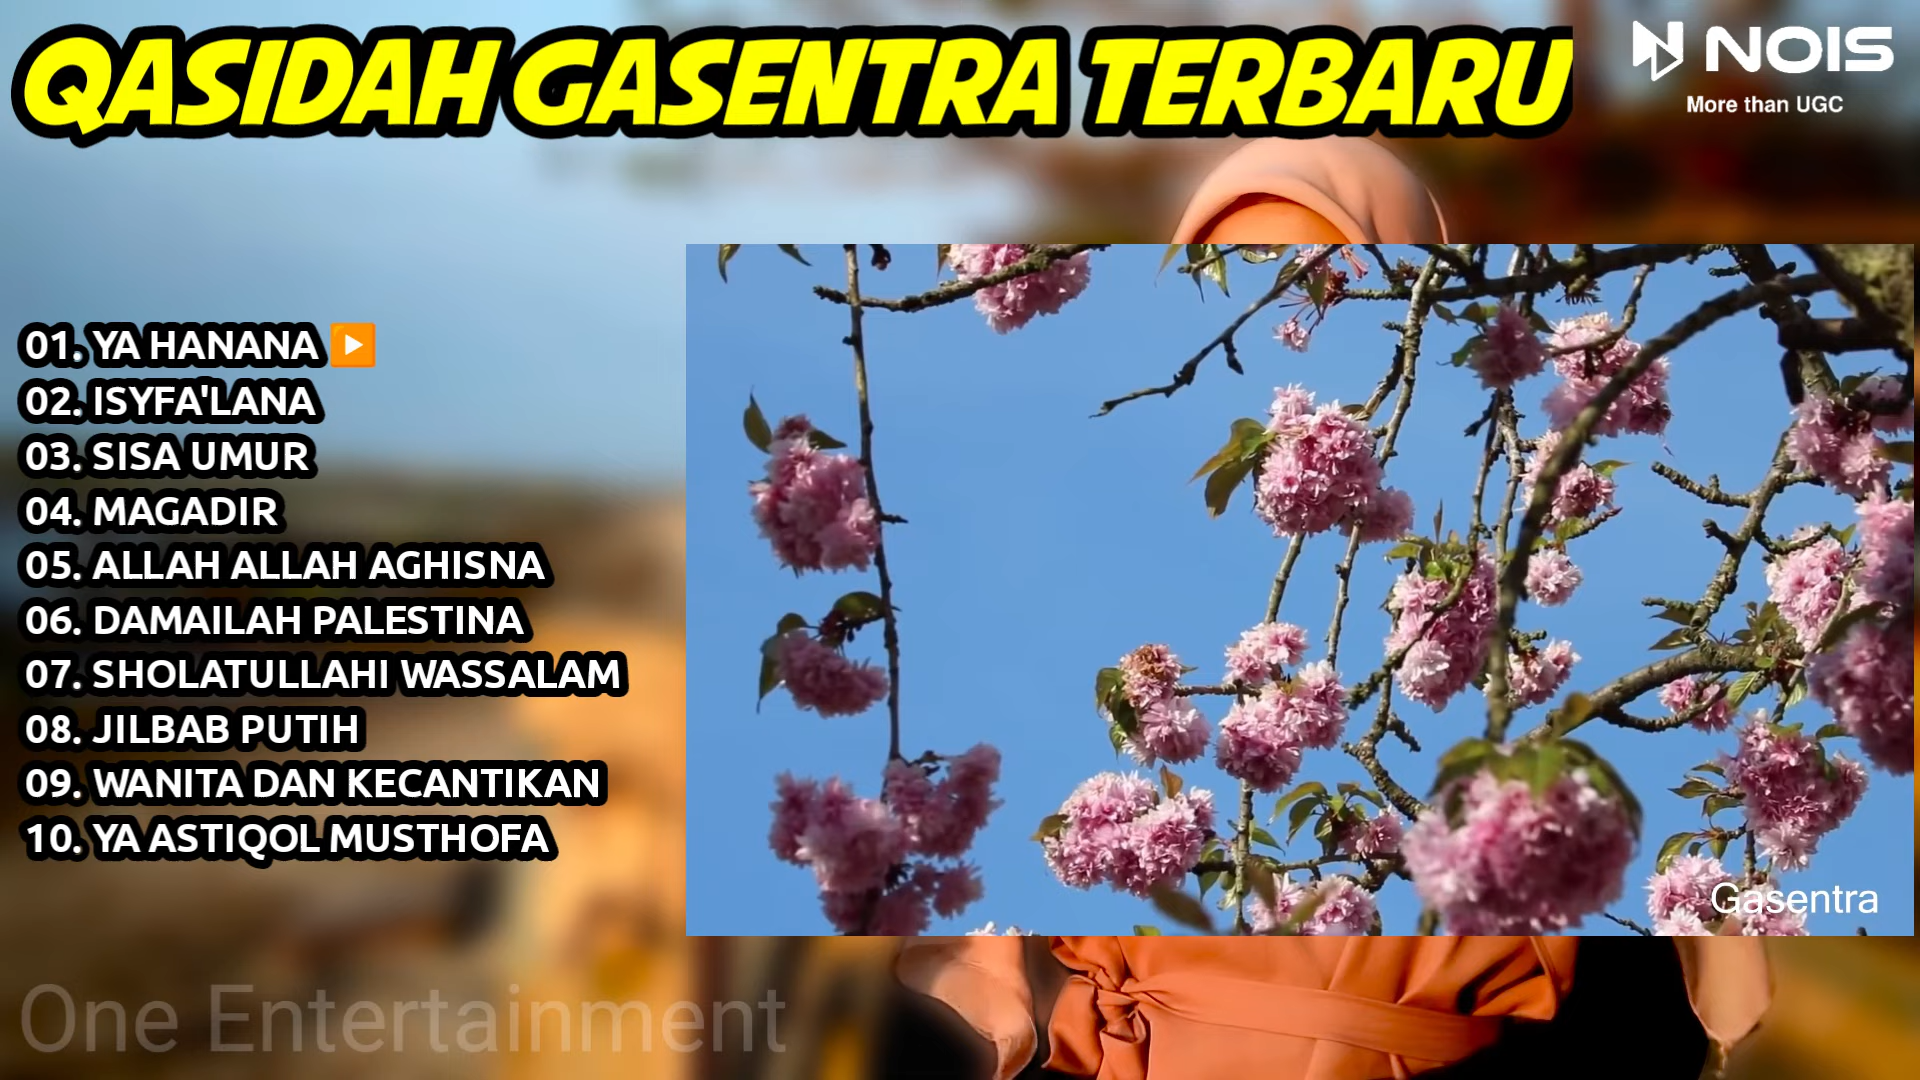 QASIDAH GASENTRA TERBARU
NOIS
More than UGC
01. YA HANANA
02. ISYFA'LANA
03. SISA UMUR
04. MAGADIR
05. ALLAH ALLAH AGHISNA
06. DAMAILAH PALESTINA
07. SHOLATULLAHI WASSALAM
08. JILBAB PUTIH
09. WANITA DAN KECANTIKAN
10. YA ASTIQOL MUSTHOFA
Gasentra
One Entertainment